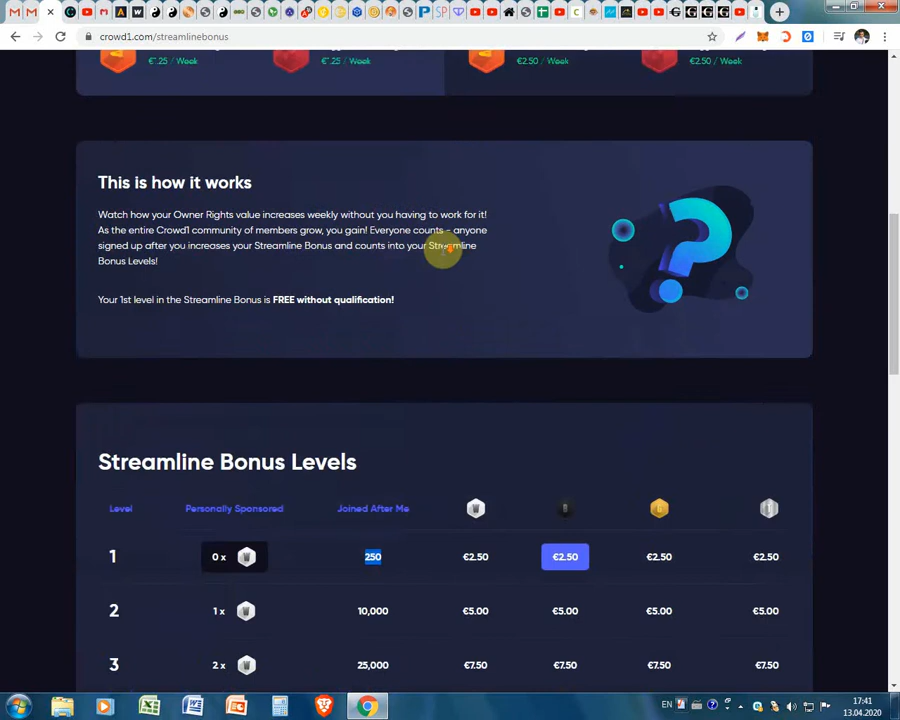 crowd1.com/streamlinebonus
€1.25 / Week
€1.25 / Week
€2.50 / Week
€2.50 / Week
This is how it works
Watch how your Owner Rights value increases weekly without you having to work for it!
As the entire Crowd1 community of members grow, you gain! Everyone counts – anyone
signed up after you increases your Streamline Bonus and counts into your Streamline
Bonus Levels!
Your 1st level in the Streamline Bonus is FREE without qualification!
Streamline Bonus Levels
Level Personally Sponsored Joined After Me
1 0 x 250 €2.50 €2.50 €2.50 €2.50
2 1 x 10,000 €5.00 €5.00 €5.00 €5.00
3 2 x 25,000 €7.50 €7.50 €7.50 €7.50
EN 17:41
13.04.2020